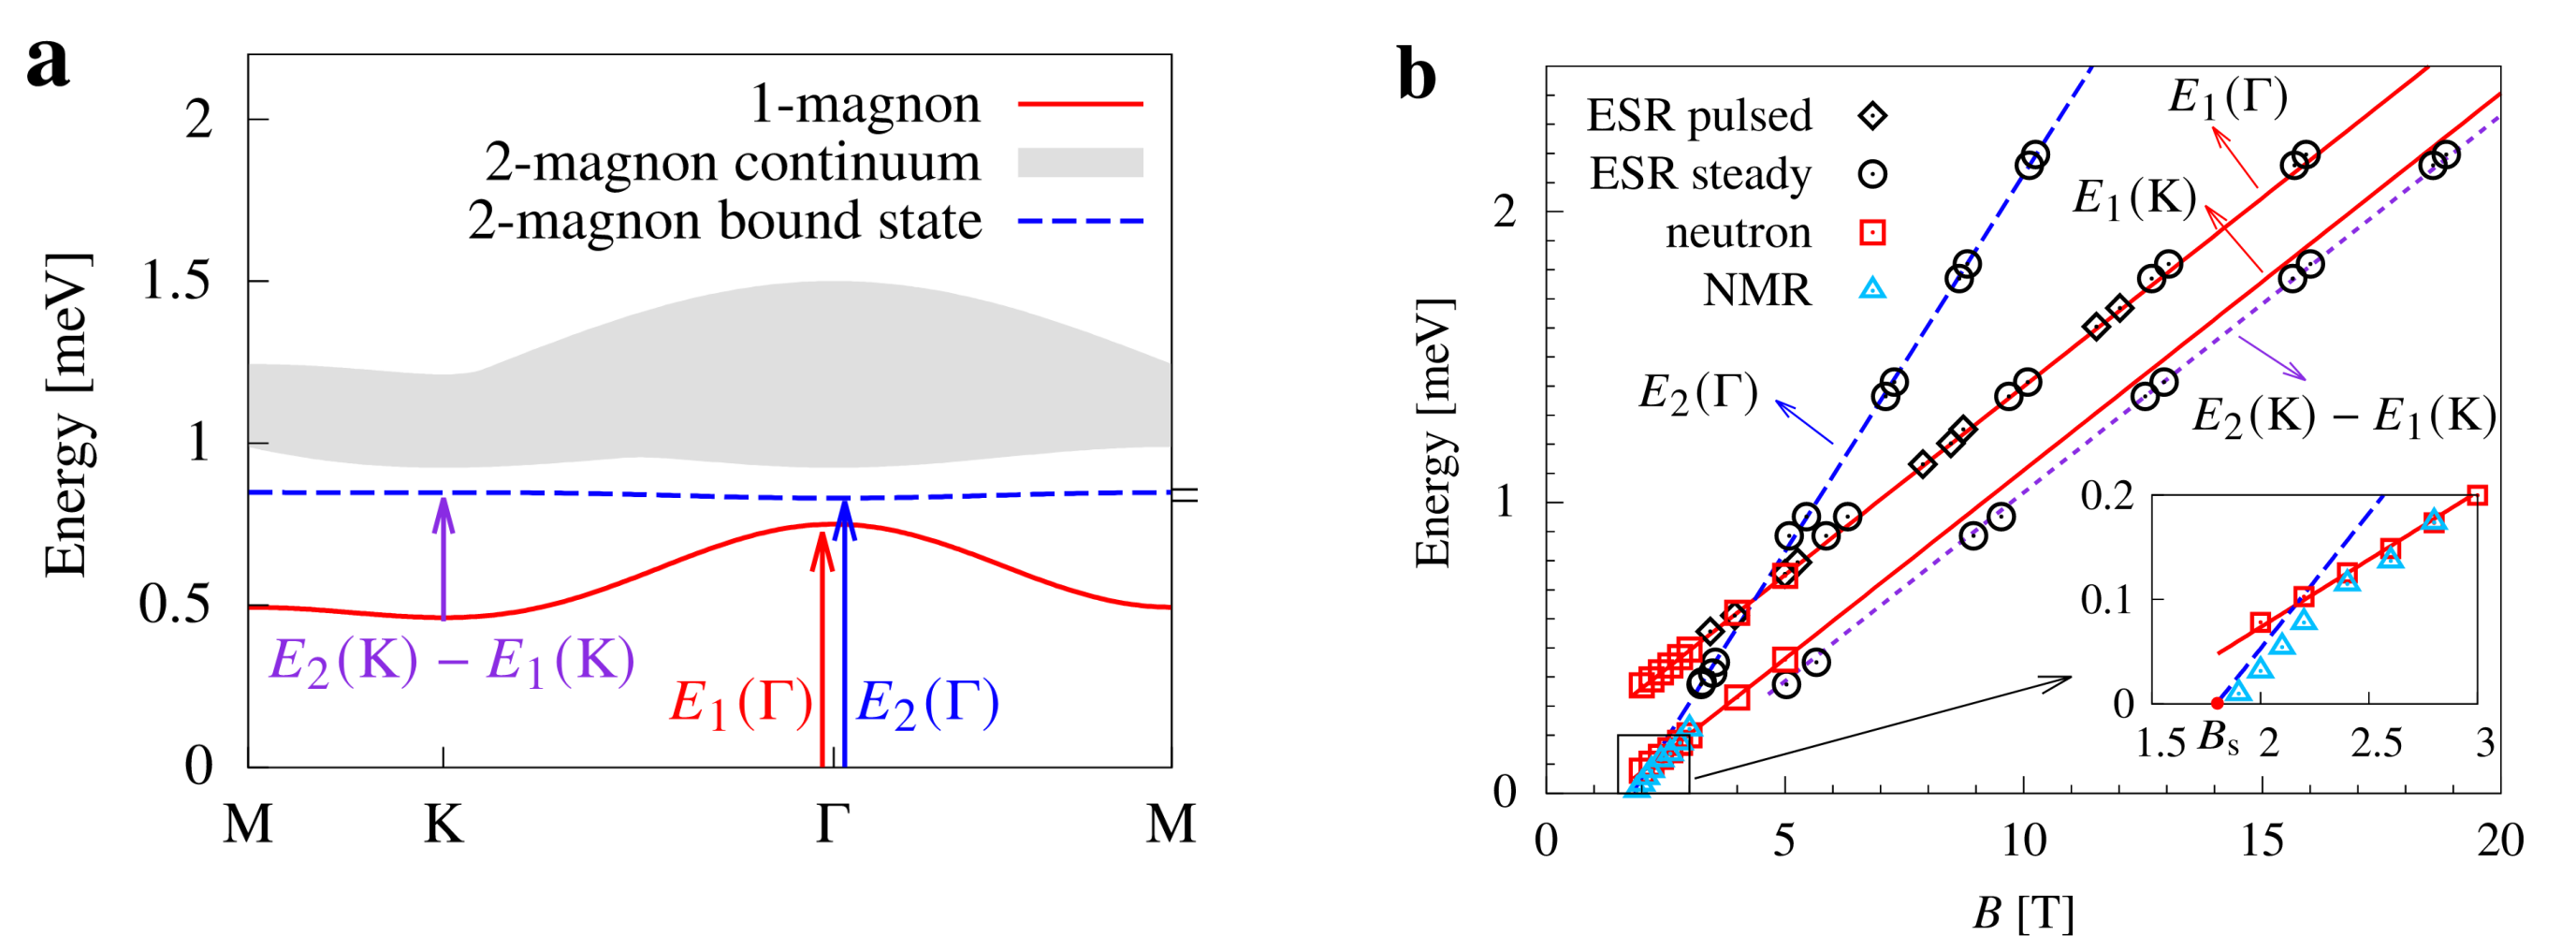 a
Energy [meV]
2
1.5
1
0.5
0
1-magnon
2-magnon continuum
2-magnon bound state
E2(K) − E1(K)
E1(Γ)
E2(Γ)
M K Γ M
b
Energy [meV]
2
1
0
ESR pulsed
ESR steady
neutron
NMR
E1(Γ)
E1(K)
E2(Γ)
E2(K) − E1(K)
0.2
0.1
0
1.5 Bs 2 2.5 3
0 5 10 15 20
B [T]